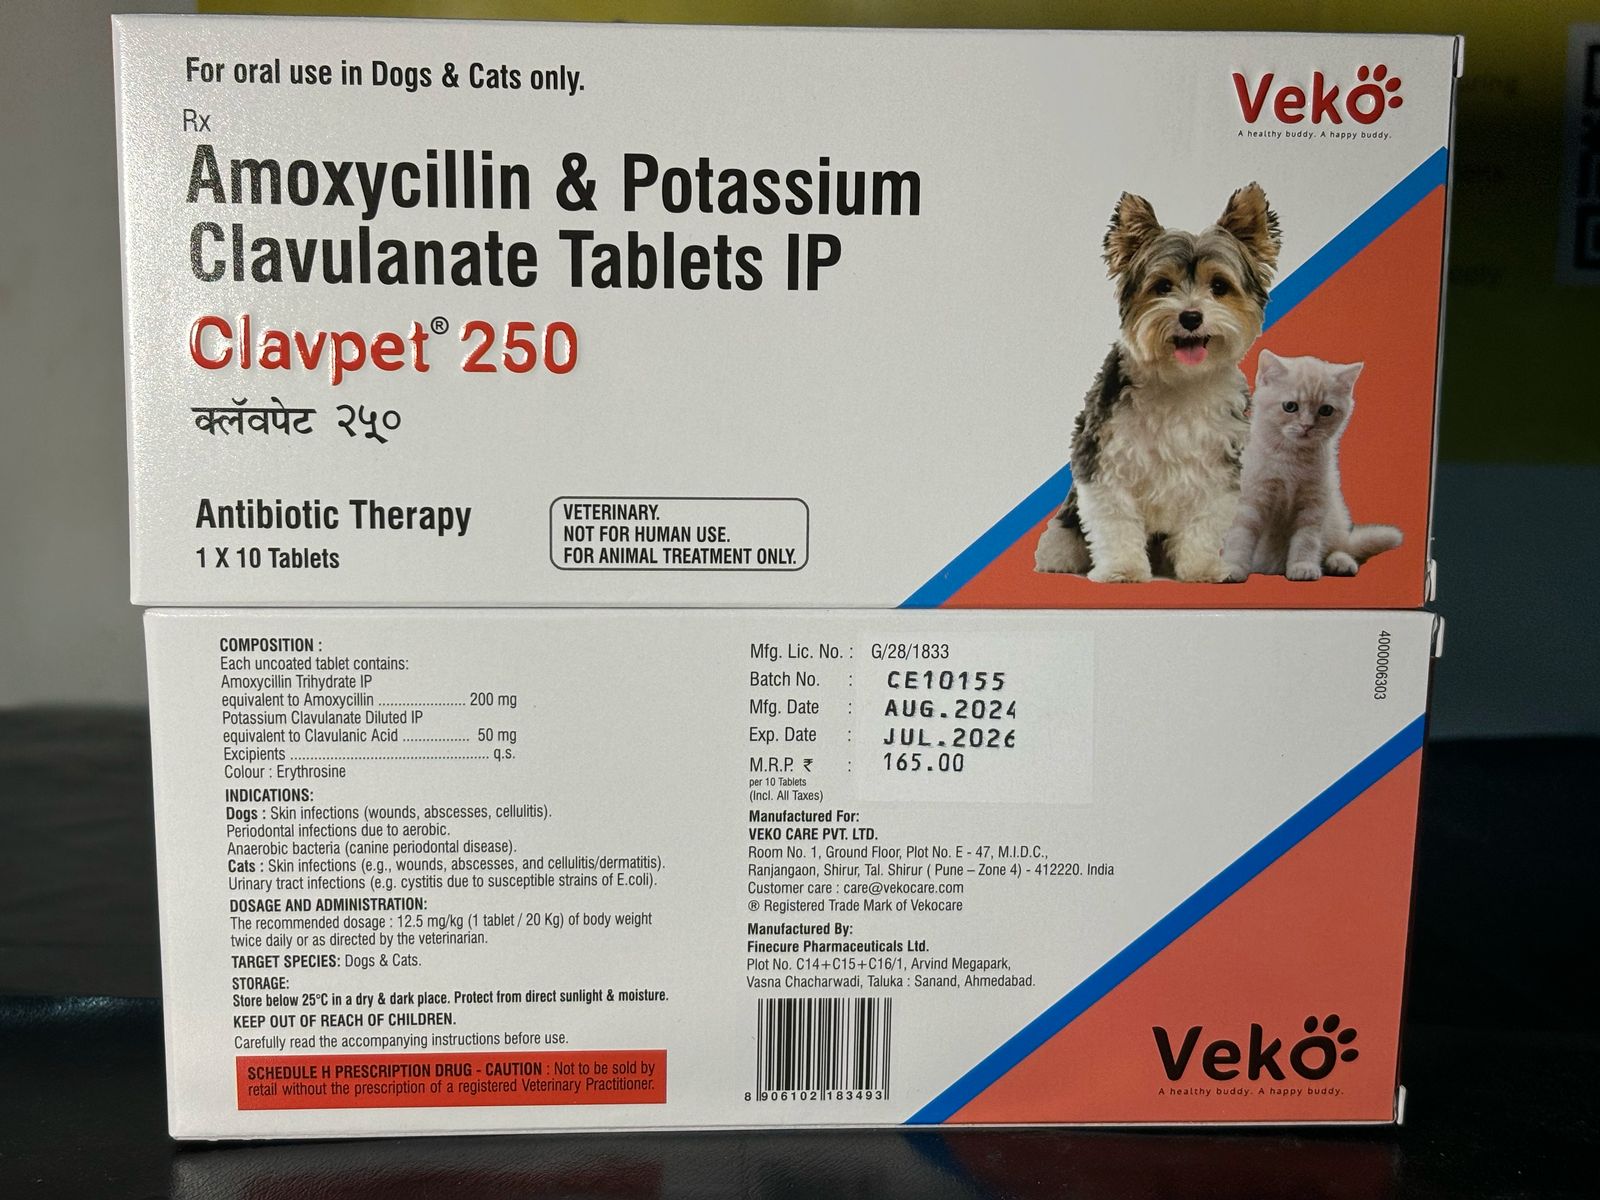 For oral use in Dogs & Cats only.
Rx
Amoxycillin & Potassium
Clavulanate Tablets IP
Clavpet® 250
क्लॅवपेट २५०
Antibiotic Therapy
1 X 10 Tablets
VETERINARY.
NOT FOR HUMAN USE.
FOR ANIMAL TREATMENT ONLY.
Veko
A healthy buddy. A happy buddy.
COMPOSITION :
Each uncoated tablet contains:
Amoxycillin Trihydrate IP
equivalent to Amoxycillin ...................... 200 mg
Potassium Clavulanate Diluted IP
equivalent to Clavulanic Acid ................ 50 mg
Excipients .................................................. q.s.
Colour : Erythrosine
INDICATIONS:
Dogs : Skin infections (wounds, abscesses, cellulitis).
Periodontal infections due to aerobic.
Anaerobic bacteria (canine periodontal disease).
Cats : Skin infections (e.g., wounds, abscesses, and cellulitis/dermatitis).
Urinary tract infections (e.g. cystitis due to susceptible strains of E.coli).
DOSAGE AND ADMINISTRATION:
The recommended dosage : 12.5 mg/kg (1 tablet / 20 Kg) of body weight
twice daily or as directed by the veterinarian.
TARGET SPECIES: Dogs & Cats.
STORAGE:
Store below 25°C in a dry & dark place. Protect from direct sunlight & moisture.
KEEP OUT OF REACH OF CHILDREN.
Carefully read the accompanying instructions before use.
SCHEDULE H PRESCRIPTION DRUG - CAUTION : Not to be sold by
retail without the prescription of a registered Veterinary Practitioner.
Mfg. Lic. No. : G/28/1833
Batch No. : CE10155
Mfg. Date : AUG.2024
Exp. Date : JUL.2026
M.R.P. ₹ : 165.00
per 10 Tablets
(Incl. All Taxes)
Manufactured For:
VEKO CARE PVT. LTD.
Room No. 1, Ground Floor, Plot No. E - 47, M.I.D.C.,
Ranjangaon, Shirur, Tal. Shirur ( Pune – Zone 4) - 412220. India
Customer care : care@vekocare.com
® Registered Trade Mark of Vekocare
Manufactured By:
Finecure Pharmaceuticals Ltd.
Plot No. C14+C15+C16/1, Arvind Megapark,
Vasna Chacharwadi, Taluka : Sanand, Ahmedabad.
8 906102 183493
4000006303
Veko
A healthy buddy. A happy buddy.